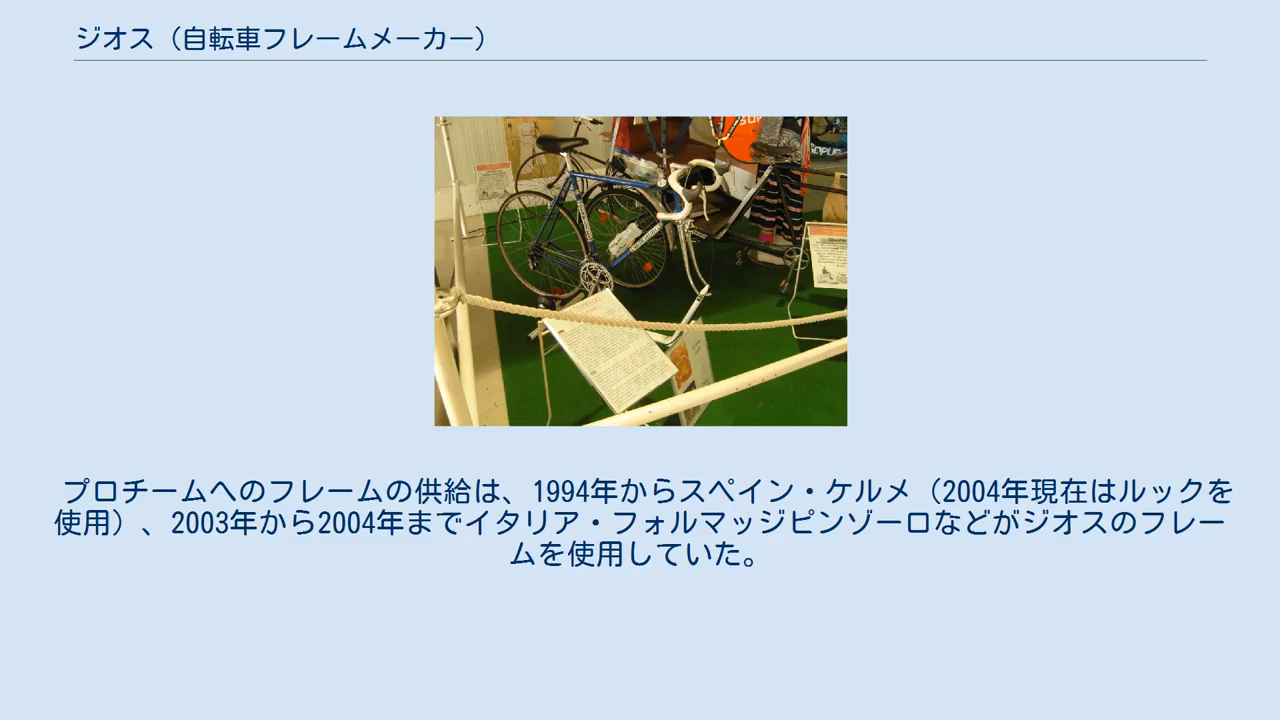 ジオス（自転車フレームメーカー）
プロチームへのフレームの供給は、1994年からスペイン・ケルメ（2004年現在はルックを
使用）、2003年から2004年までイタリア・フォルマッジピンゾーロなどがジオスのフレー
ムを使用していた。